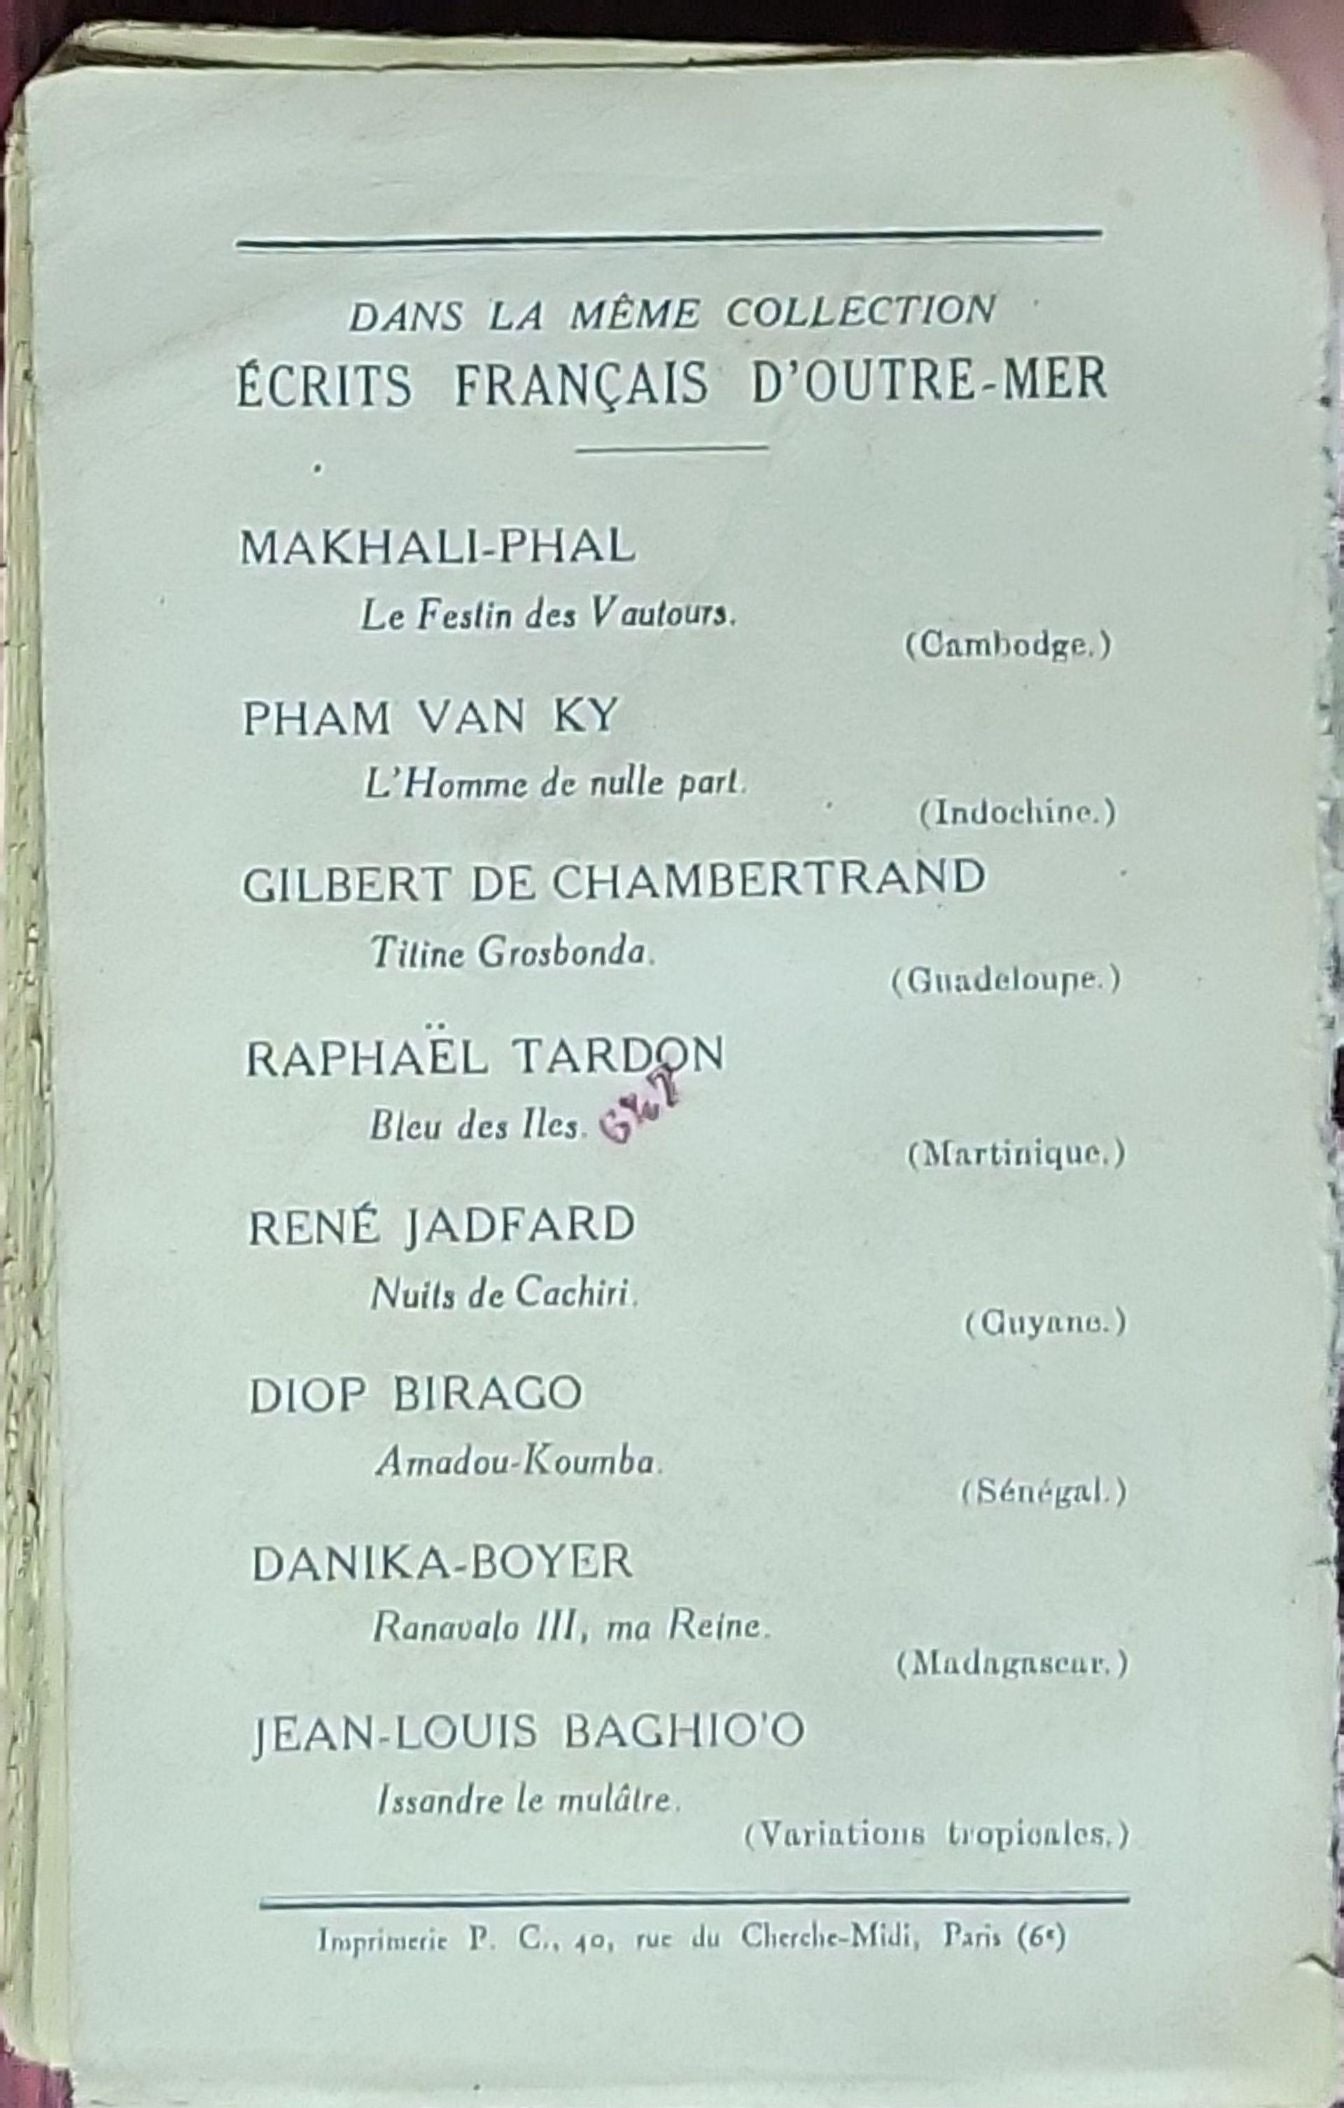 DANS LA MÊME COLLECTION
ÉCRITS FRANÇAIS D'OUTRE-MER
MAKHALI-PHAL
Le Festin des Vautours.
(Cambodge.)
PHAM VAN KY
L'Homme de nulle part.
(Indochine.)
GILBERT DE CHAMBERTRAND
Titine Grosbonda.
(Guadeloupe.)
RAPHAËL TARDON
Bleu des Iles.
(Martinique.)
RENÉ JADFARD
Nuits de Cachiri.
(Guyane.)
DIOP BIRAGO
Amadou-Koumba.
(Sénégal.)
DANIKA-BOYER
Ranavalo III, ma Reine.
(Madagascar.)
JEAN-LOUIS BAGHIO'O
Issandre le mulâtre.
(Variations tropicales.)
Imprimerie P. C., 40, rue du Cherche-Midi, Paris (6e)